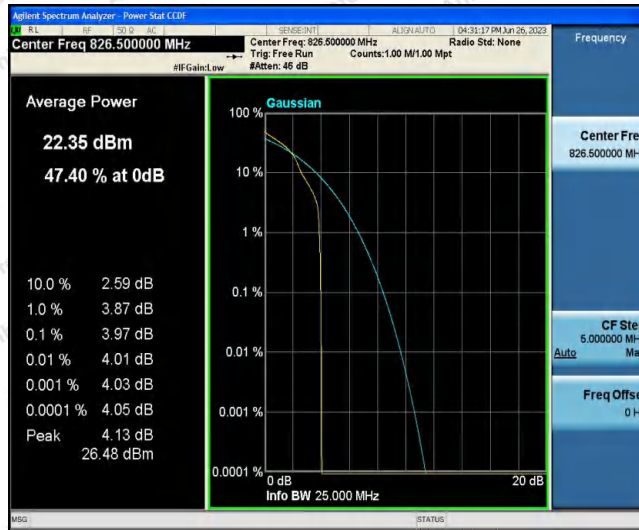 Agilent Spectrum Analyzer - Power Stat CCDF
RL RF 50 Ω AC SENSE:INT ALIGN AUTO 04:31:17 PM Jun 26, 2023
Center Freq 826.500000 MHz
Center Freq: 826.500000 MHz Radio Std: None
Trig: Free Run Counts:1.00 M/1.00 Mpt
#IFGain:Low #Atten: 46 dB
Frequency
Average Power
22.35 dBm
47.40 % at 0dB
10.0 % 2.59 dB
1.0 % 3.87 dB
0.1 % 3.97 dB
0.01 % 4.01 dB
0.001 % 4.03 dB
0.0001 % 4.05 dB
Peak 4.13 dB
26.48 dBm
Gaussian
100 %
10 %
1 %
0.1 %
0.01 %
0.001 %
0.0001 %
0 dB 20 dB
Info BW 25.000 MHz
Center Fre
826.500000 MH
CF Ste
5.000000 MH
Auto Ma
Freq Offse
0 H
MSG STATUS